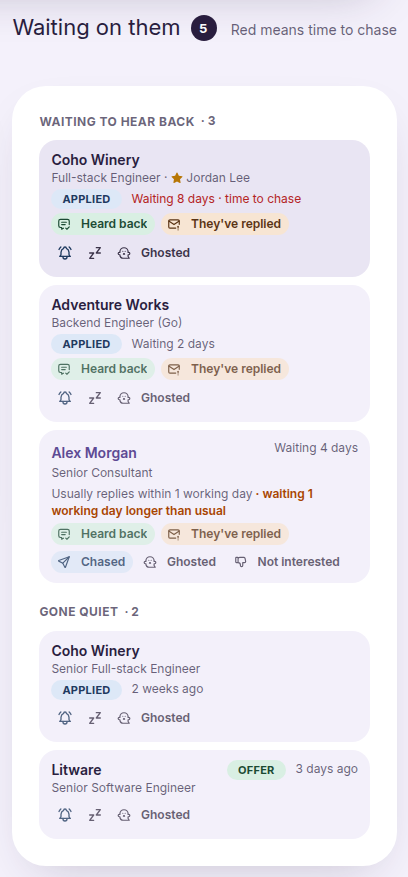 Waiting on them 5 Red means time to chase
WAITING TO HEAR BACK · 3
Coho Winery
Full-stack Engineer · ★ Jordan Lee
APPLIED Waiting 8 days · time to chase
Heard back They've replied
zz Ghosted
Adventure Works
Backend Engineer (Go)
APPLIED Waiting 2 days
Heard back They've replied
zz Ghosted
Alex Morgan Waiting 4 days
Senior Consultant
Usually replies within 1 working day · waiting 1
working day longer than usual
Heard back They've replied
Chased Ghosted Not interested
GONE QUIET · 2
Coho Winery
Senior Full-stack Engineer
APPLIED 2 weeks ago
zz Ghosted
Litware OFFER 3 days ago
Senior Software Engineer
zz Ghosted